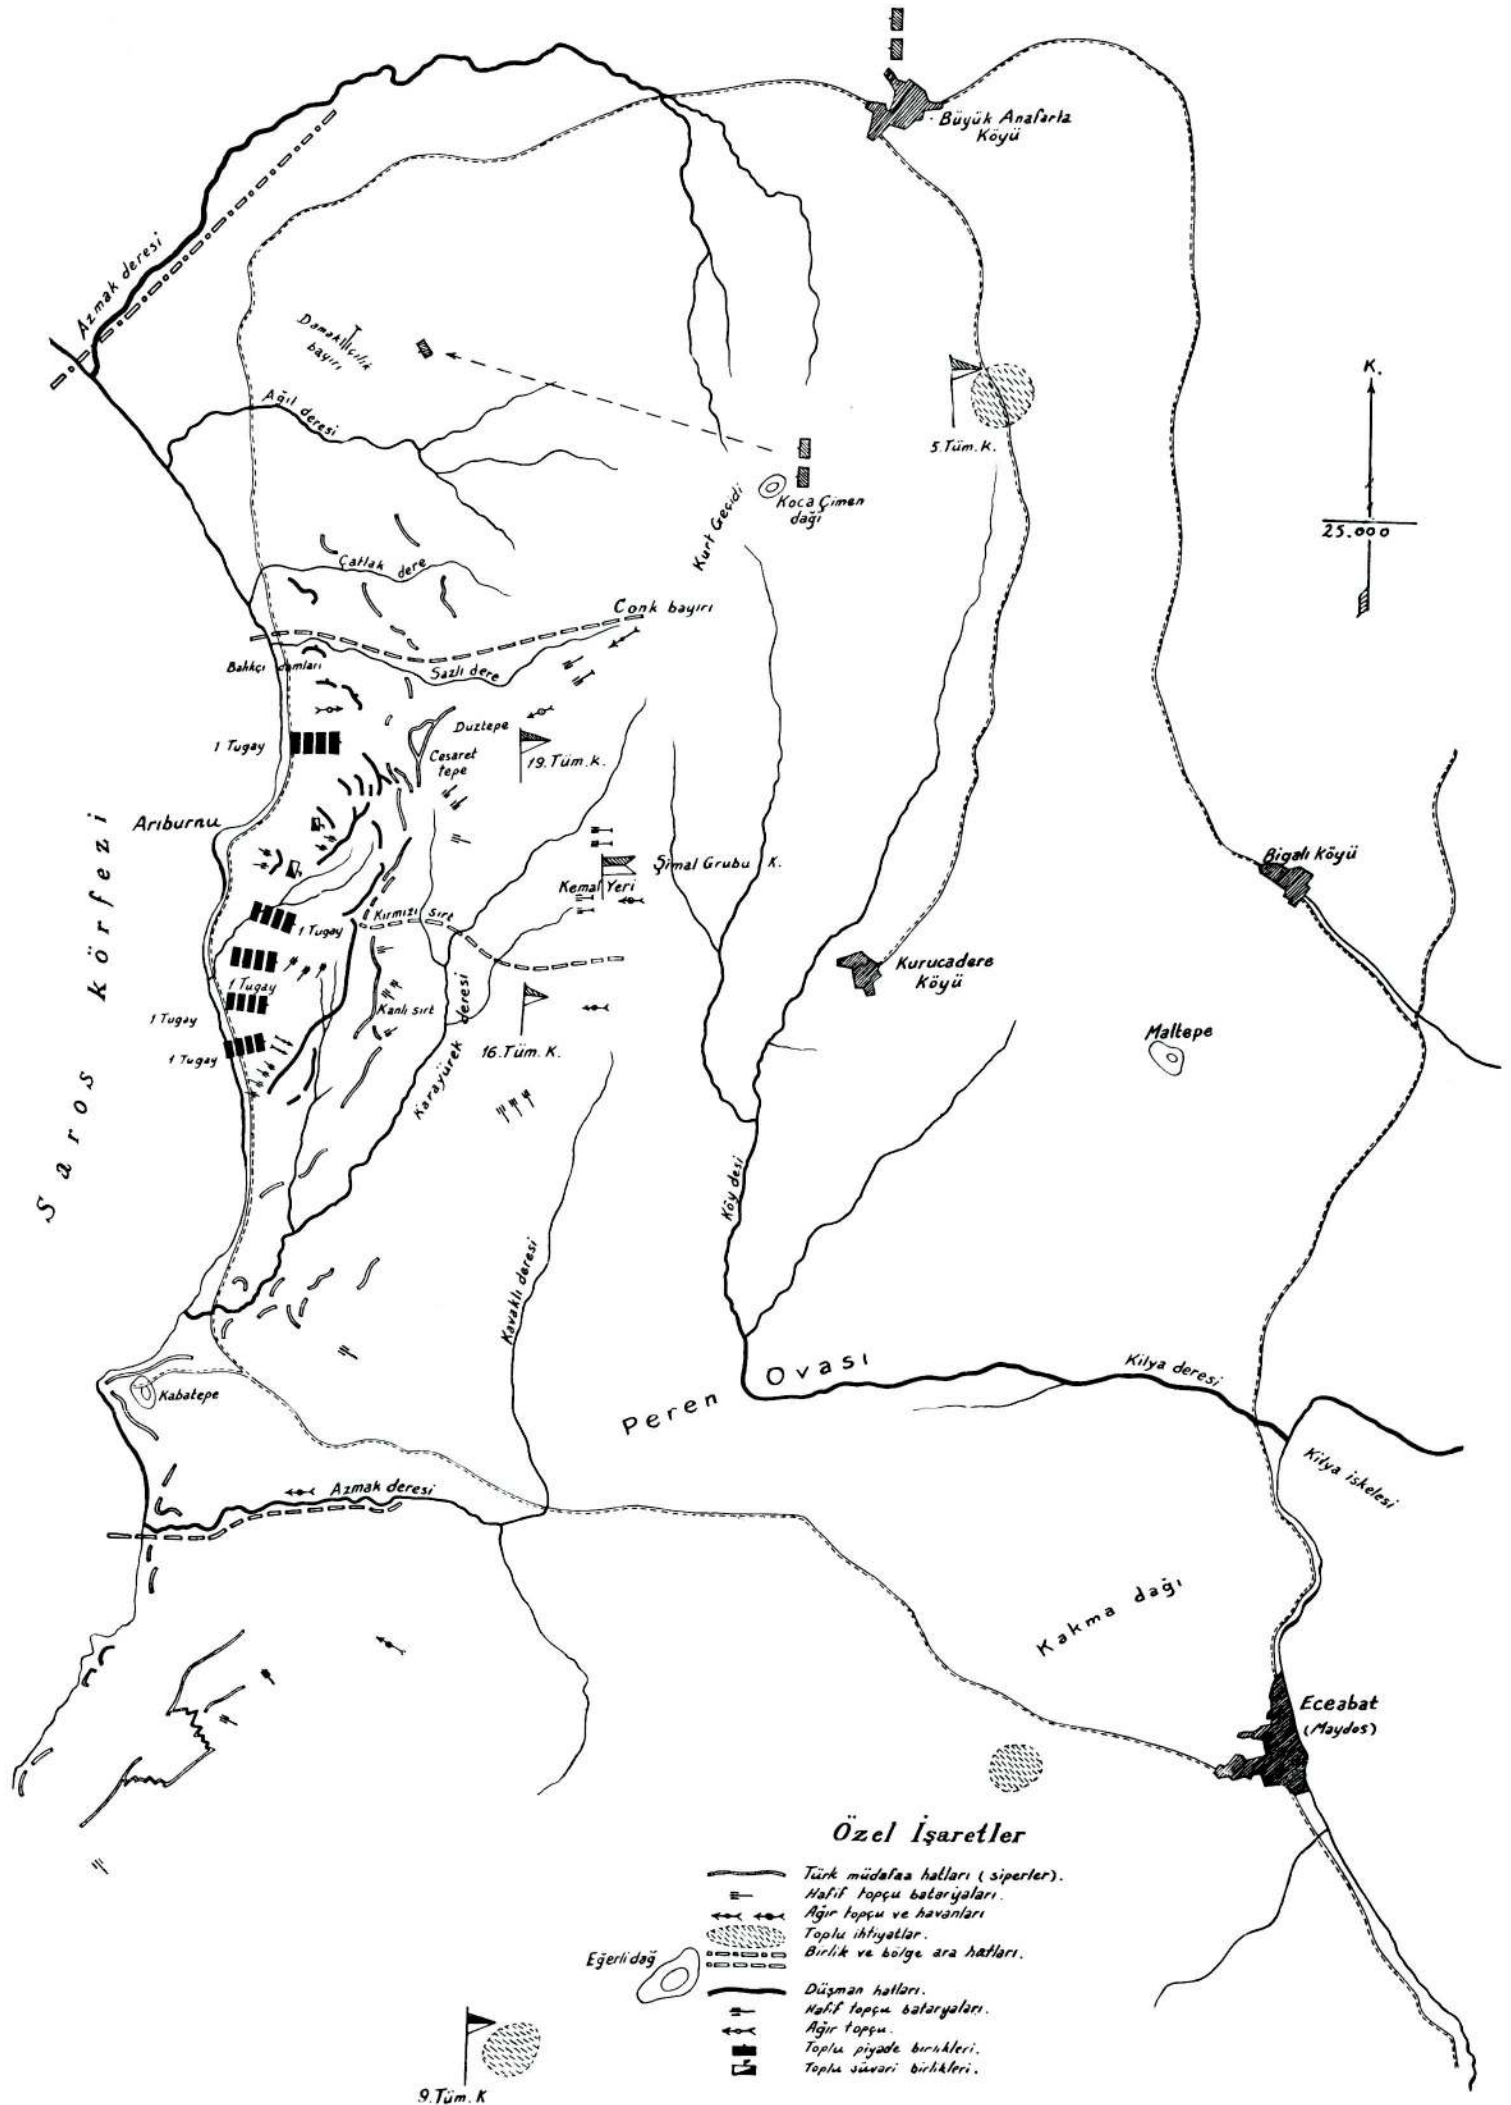 Büyük Anafarta
Köyü
Azmak deresi
Damakçılık
bayırı
K.
25.000
Ağıl deresi
5.Tüm.K.
Koca Çimen
dağı
Kurt Geçidi
Çatlak dere
Conk bayırı
Balıkçı damları
Sazlı dere
Duztepe
1 Tugay
Cesaret
tepe
19.Tüm.K.
Arıburnu
Bigalı Köyü
Şimal Grubu K.
Kemal Yeri
Kırmızı sırt
1 Tugay
Kurucadere
Köyü
1 Tugay
Kanlı sırt
1 Tugay
Maltepe
1 Tugay
16.Tüm.K.
Karayürek deresi
Saros körfezi
Köy desi
Kavaklı deresi
Peren Ovası
Kilya deresi
Kabatepe
Kilya iskelesi
Azmak deresi
Kakma dağı
Eceabat
(Maydos)
Özel İşaretler
Türk müdafaa hatları (siperler).
Hafif topçu bataryaları.
Ağır topçu ve havanları
Toplu ihtiyatlar.
Birlik ve bölge ara hatları.
Eğerlidağ
Düşman hatları.
Hafif topçu bataryaları.
Ağır topçu.
Toplu piyade birlikleri.
Toplu süvari birlikleri.
9.Tüm.K